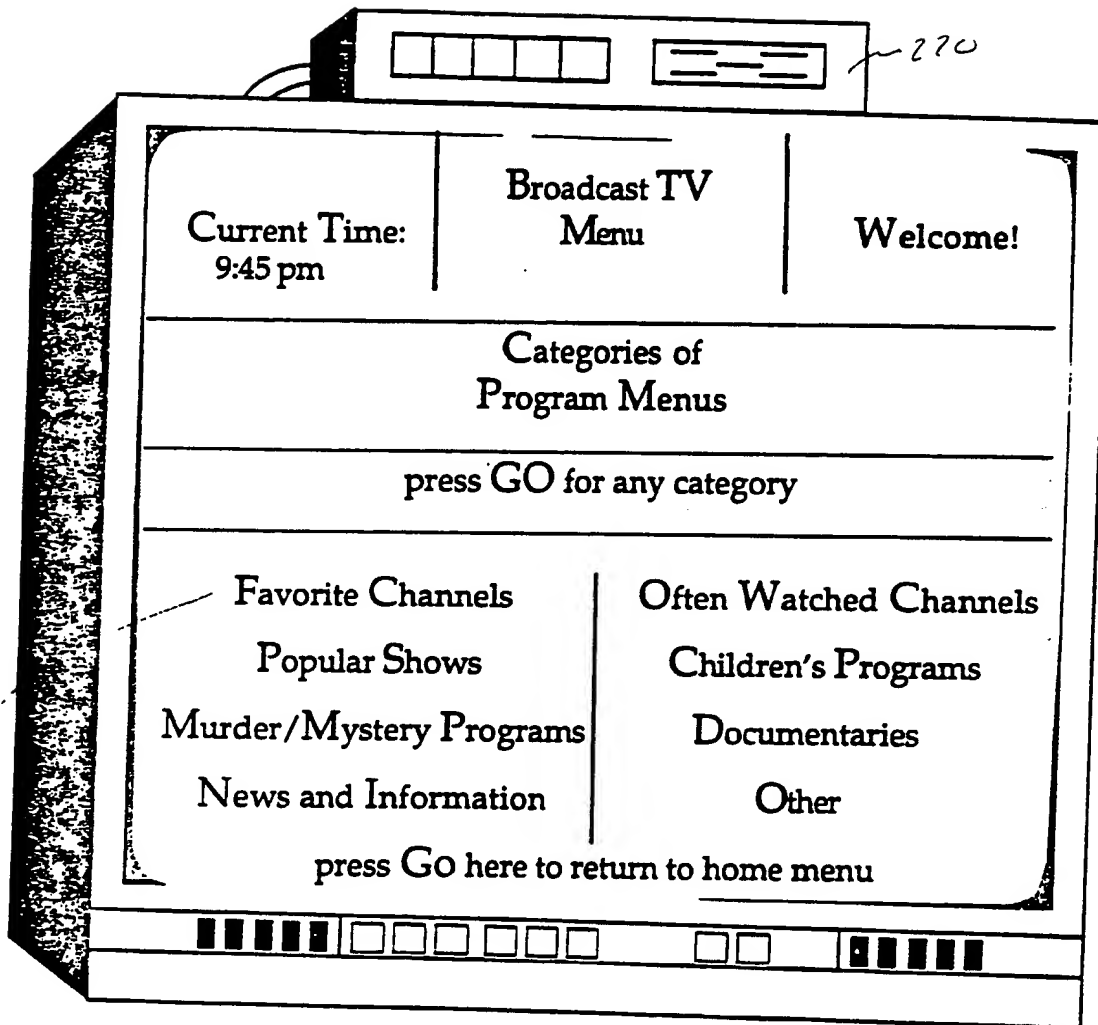 220
Current Time:
9:45 pm
Broadcast TV
Menu
Welcome!
Categories of
Program Menus
press GO for any category
Favorite Channels
Often Watched Channels
Popular Shows
Children's Programs
Murder/Mystery Programs
Documentaries
News and Information
Other
press GO here to return to home menu